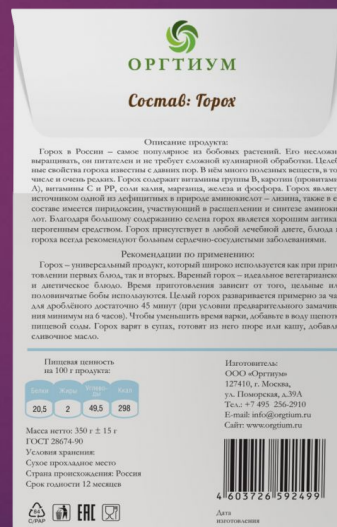 ОРГТИУМ
Состав: Горох
Описание продукта:
Горох в России – самое популярное из бобовых растений. Его несложно
выращивать, он питателен и не требует сложной кулинарной обработки. Целеб
ные свойства гороха известны с давних пор. В нём много полезных веществ, в то
числе и очень редких. Горох содержит витамины группы В, каротин (провитами
А), витамины С и РР, соли калия, марганца, железа и фосфора. Горох являет
источником одной из дефицитных в природе аминокислот – лизина, также в е
составе имеется пиридоксин, участвующий в расщеплении и синтезе аминоки
лот. Благодаря большому содержанию селена горох является хорошим антика
церогенным средством. Горох присутствует в любой лечебной диете, блюда и
гороха всегда рекомендуют больным сердечно-сосудистыми заболеваниями.
Рекомендации по применению:
Горох – универсальный продукт, который широко используется как при приго
товлении первых блюд, так и вторых. Вареный горох – идеальное вегетарианско
и диетическое блюдо. Время приготовления зависит от того, цельные ил
половинчатые бобы используются. Целый горох разваривается примерно за ча
для дроблёного достаточно 45 минут (при условии предварительного замачива
ния минимум на 6 часов). Чтобы уменьшить время варки, добавьте в воду щепотк
пищевой соды. Горох варят в супах, готовят из него пюре или кашу, добавля
сливочное масло.
Пищевая ценность
на 100 г продукта:
Белки Жиры Углево-ды Ккал
20,5 2 49,5 298
Масса нетто: 350 г ± 15 г
ГОСТ 28674-90
Условия хранения:
Сухое прохладное место
Страна происхождения: Россия
Срок годности 12 месяцев
Изготовитель:
ООО «Оргтиум»
127410, г. Москва,
ул. Поморская, д.39А
Тел.: +7 495 256-2910
E-mail: info@orgtium.ru
Сайт: www.orgtium.ru
4 603726 592499
84
C/PAP
EAC
Дата
изготовления